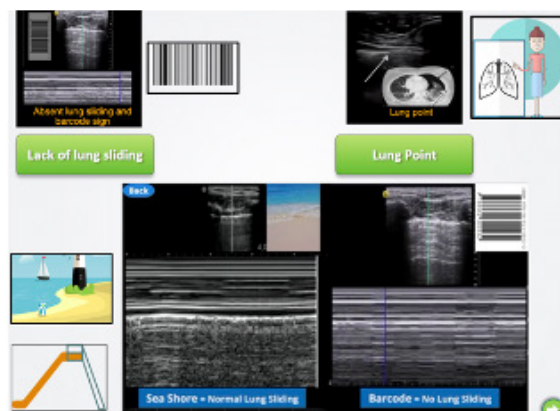 Absent lung sliding and
barcode sign
Lung point
Lack of lung sliding
Lung Point
Back
Sea Shore = Normal Lung Sliding
Barcode = No Lung Sliding